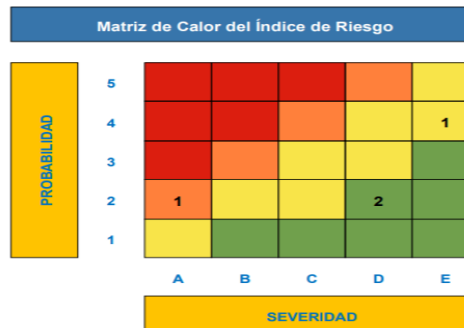 Matriz de Calor del Índice de Riesgo
PROBABILIDAD
5
4 1
3
2 1 2
1
A B C D E
SEVERIDAD